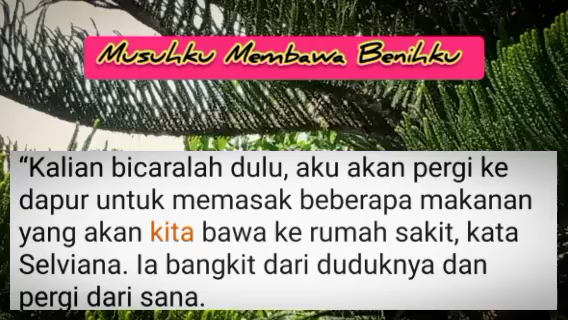 Musuhku Membawa Benihku
“Kalian bicaralah dulu, aku akan pergi ke
dapur untuk memasak beberapa makanan
yang akan kita bawa ke rumah sakit, kata
Selviana. Ia bangkit dari duduknya dan
pergi dari sana.